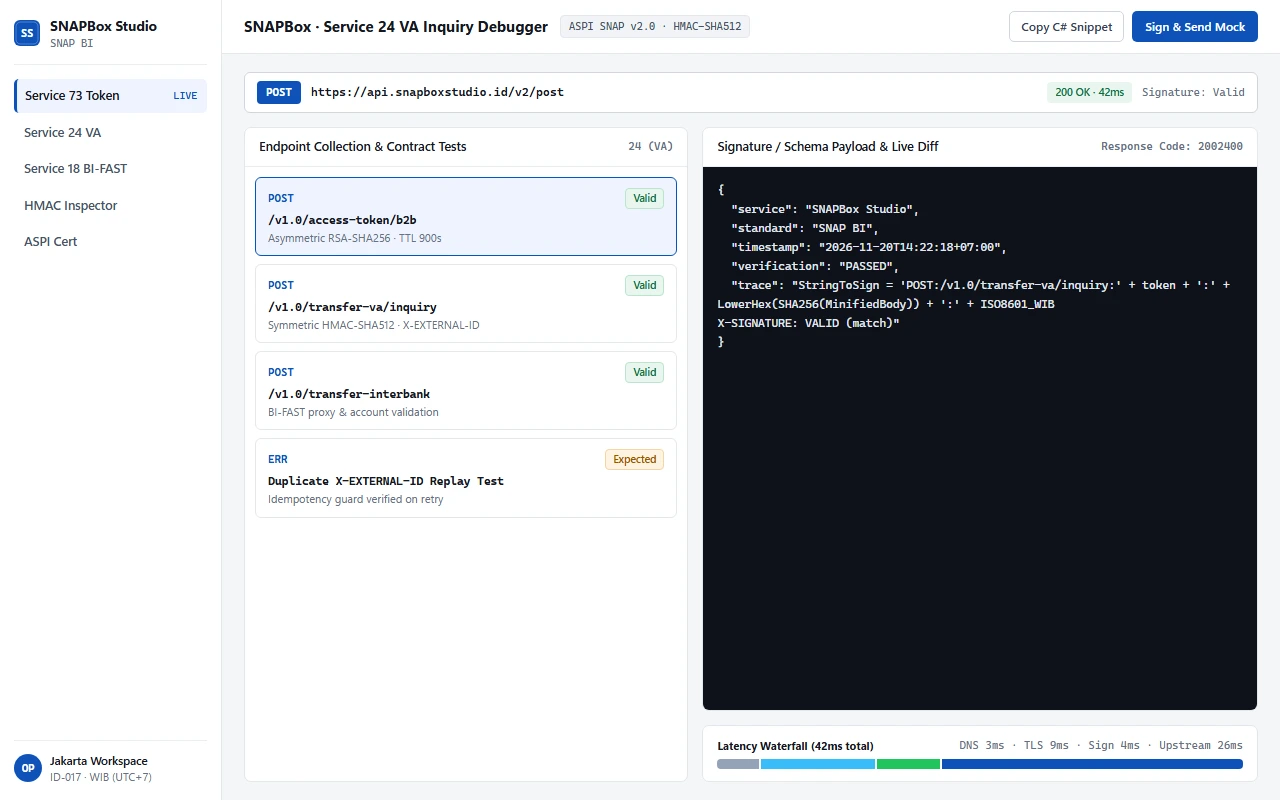 SS
SNAPBox Studio
SNAP BI
Service 73 Token LIVE
Service 24 VA
Service 18 BI-FAST
HMAC Inspector
ASPI Cert
OP
Jakarta Workspace
ID-017 · WIB (UTC+7)
SNAPBox · Service 24 VA Inquiry Debugger
ASPI SNAP v2.0 · HMAC-SHA512
Copy C# Snippet
Sign & Send Mock
POST https://api.snapboxstudio.id/v2/post
200 OK · 42ms
Signature: Valid
Endpoint Collection & Contract Tests
24 (VA)
POST
Valid
/v1.0/access-token/b2b
Asymmetric RSA-SHA256 · TTL 900s
POST
Valid
/v1.0/transfer-va/inquiry
Symmetric HMAC-SHA512 · X-EXTERNAL-ID
POST
Valid
/v1.0/transfer-interbank
BI-FAST proxy & account validation
ERR
Expected
Duplicate X-EXTERNAL-ID Replay Test
Idempotency guard verified on retry
Signature / Schema Payload & Live Diff
Response Code: 2002400
{
"service": "SNAPBox Studio",
"standard": "SNAP BI",
"timestamp": "2026-11-20T14:22:18+07:00",
"verification": "PASSED",
"trace": "StringToSign = 'POST:/v1.0/transfer-va/inquiry:' + token + ':' +
LowerHex(SHA256(MinifiedBody)) + ':' + ISO8601_WIB
X-SIGNATURE: VALID (match)"
}
Latency Waterfall (42ms total)
DNS 3ms · TLS 9ms · Sign 4ms · Upstream 26ms